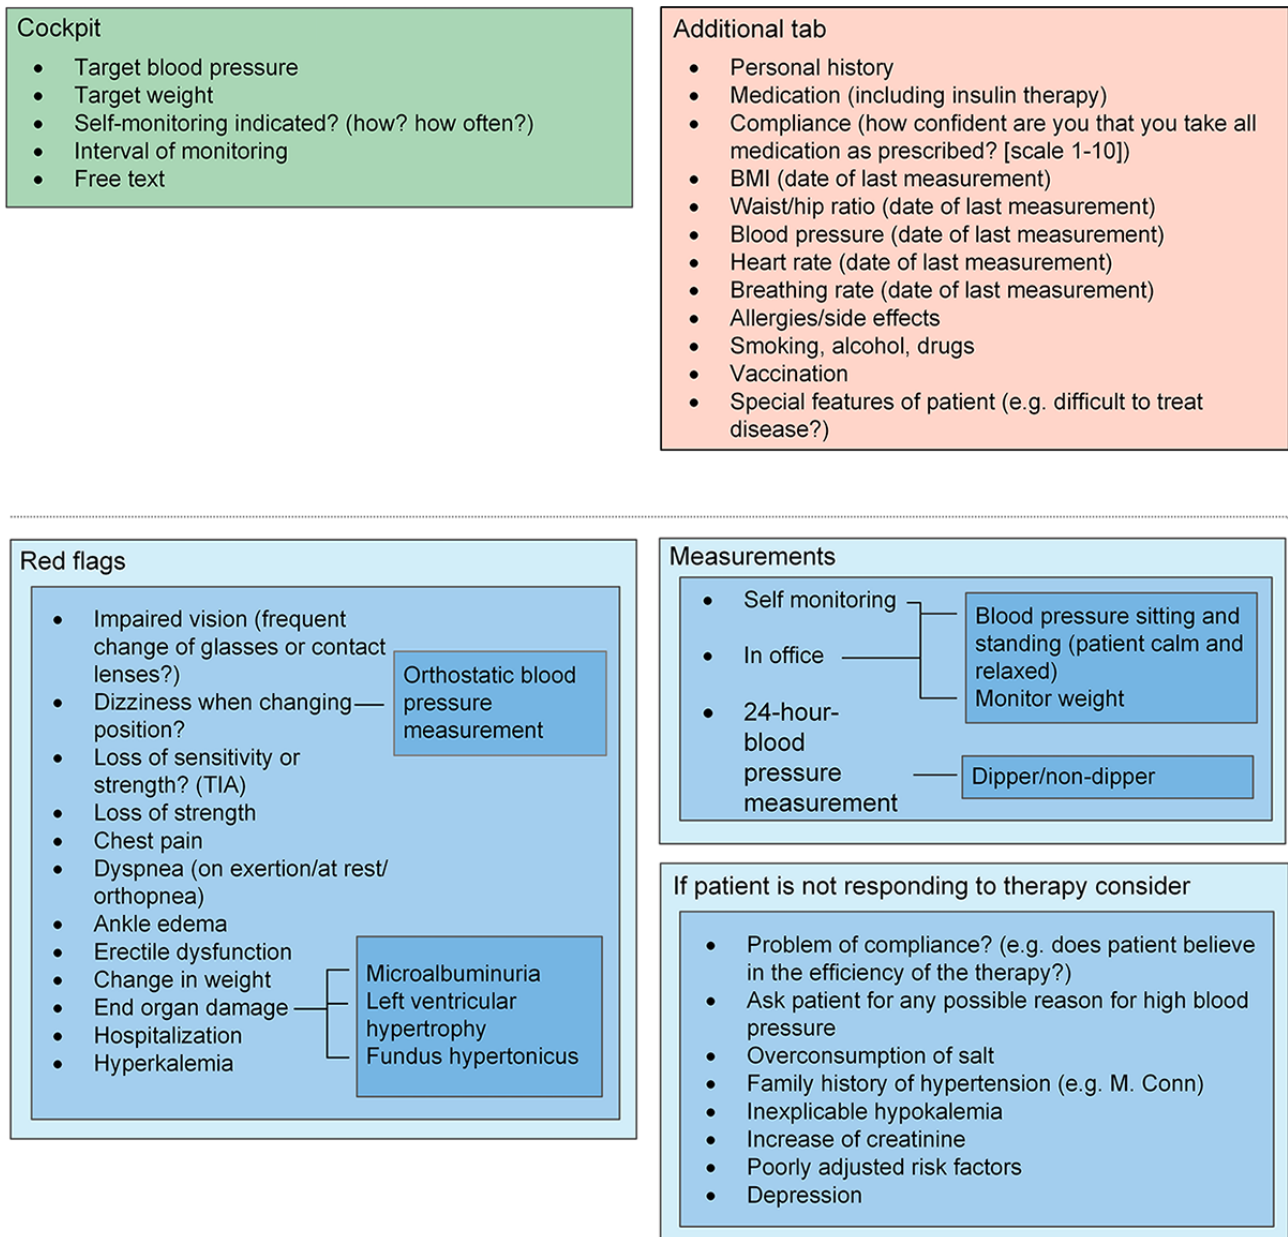 Cockpit
• Target blood pressure
• Target weight
• Self-monitoring indicated? (how? how often?)
• Interval of monitoring
• Free text
Additional tab
• Personal history
• Medication (including insulin therapy)
• Compliance (how confident are you that you take all
medication as prescribed? [scale 1-10])
• BMI (date of last measurement)
• Waist/hip ratio (date of last measurement)
• Blood pressure (date of last measurement)
• Heart rate (date of last measurement)
• Breathing rate (date of last measurement)
• Allergies/side effects
• Smoking, alcohol, drugs
• Vaccination
• Special features of patient (e.g. difficult to treat
disease?)
Red flags
• Impaired vision (frequent
change of glasses or contact
lenses?)
• Dizziness when changing
position?
• Loss of sensitivity or
strength? (TIA)
• Loss of strength
• Chest pain
• Dyspnea (on exertion/at rest/
orthopnea)
• Ankle edema
• Erectile dysfunction
• Change in weight
• End organ damage
• Hospitalization
• Hyperkalemia
Orthostatic blood
pressure
measurement
Microalbuminuria
Left ventricular
hypertrophy
Fundus hypertonicus
Measurements
• Self monitoring
• In office
• 24-hour-
blood
pressure
measurement
Blood pressure sitting and
standing (patient calm and
relaxed)
Monitor weight
Dipper/non-dipper
If patient is not responding to therapy consider
• Problem of compliance? (e.g. does patient believe
in the efficiency of the therapy?)
• Ask patient for any possible reason for high blood
pressure
• Overconsumption of salt
• Family history of hypertension (e.g. M. Conn)
• Inexplicable hypokalemia
• Increase of creatinine
• Poorly adjusted risk factors
• Depression